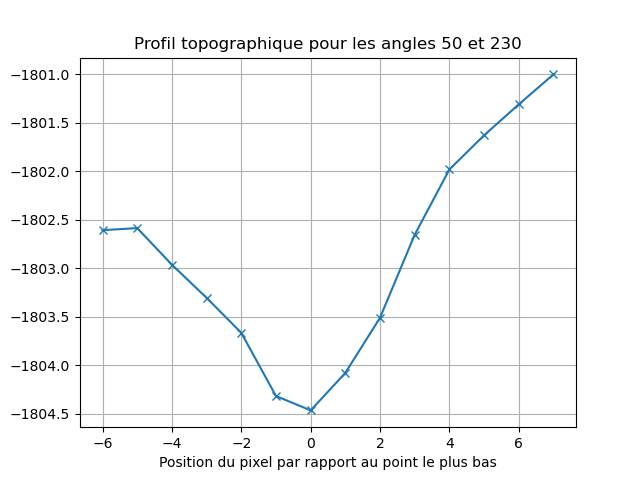 Profil topographique pour les angles 50 et 230
−1801.0
−1801.5
−1802.0
−1802.5
−1803.0
−1803.5
−1804.0
−1804.5
−6 −4 −2 0 2 4 6
Position du pixel par rapport au point le plus bas